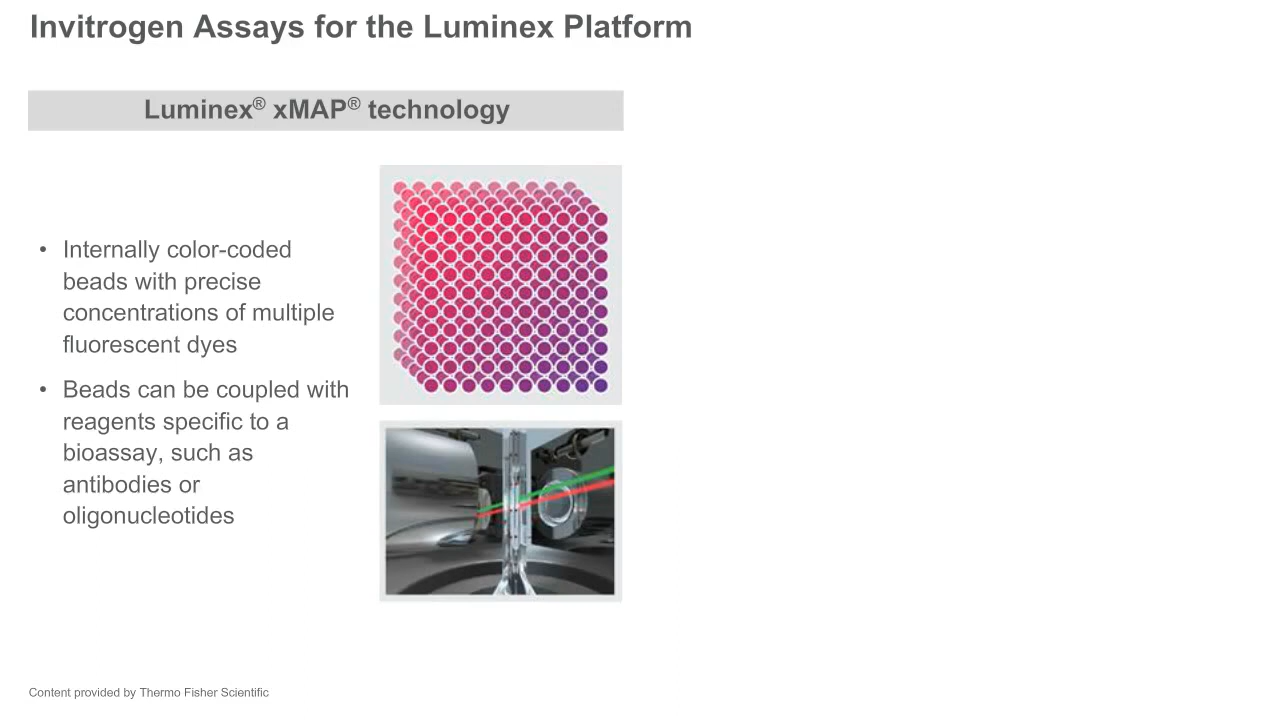 Invitrogen Assays for the Luminex Platform
Luminex® xMAP® technology
• Internally color-coded
beads with precise
concentrations of multiple
fluorescent dyes
• Beads can be coupled with
reagents specific to a
bioassay, such as
antibodies or
oligonucleotides
Content provided by Thermo Fisher Scientific